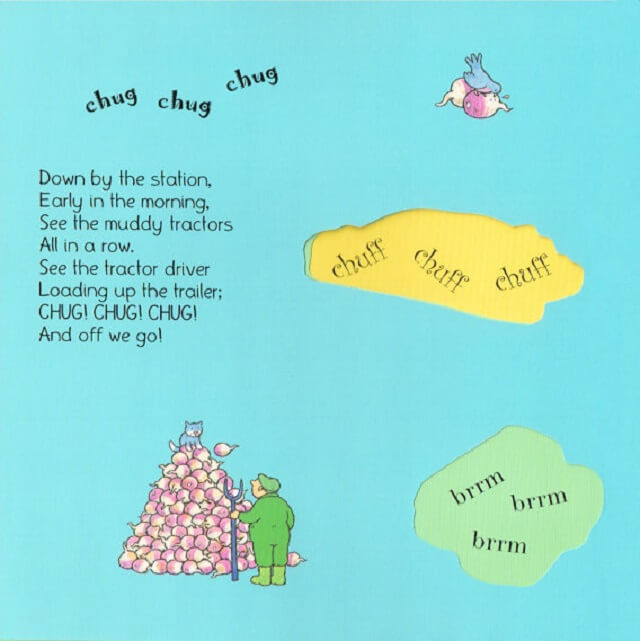 chug chug chug
Down by the station,
Early in the morning,
See the muddy tractors
All in a row.
See the tractor driver
Loading up the trailer;
CHUG! CHUG! CHUG!
And off we go!
chuff chuff chuff
brrm
brrm
brrm